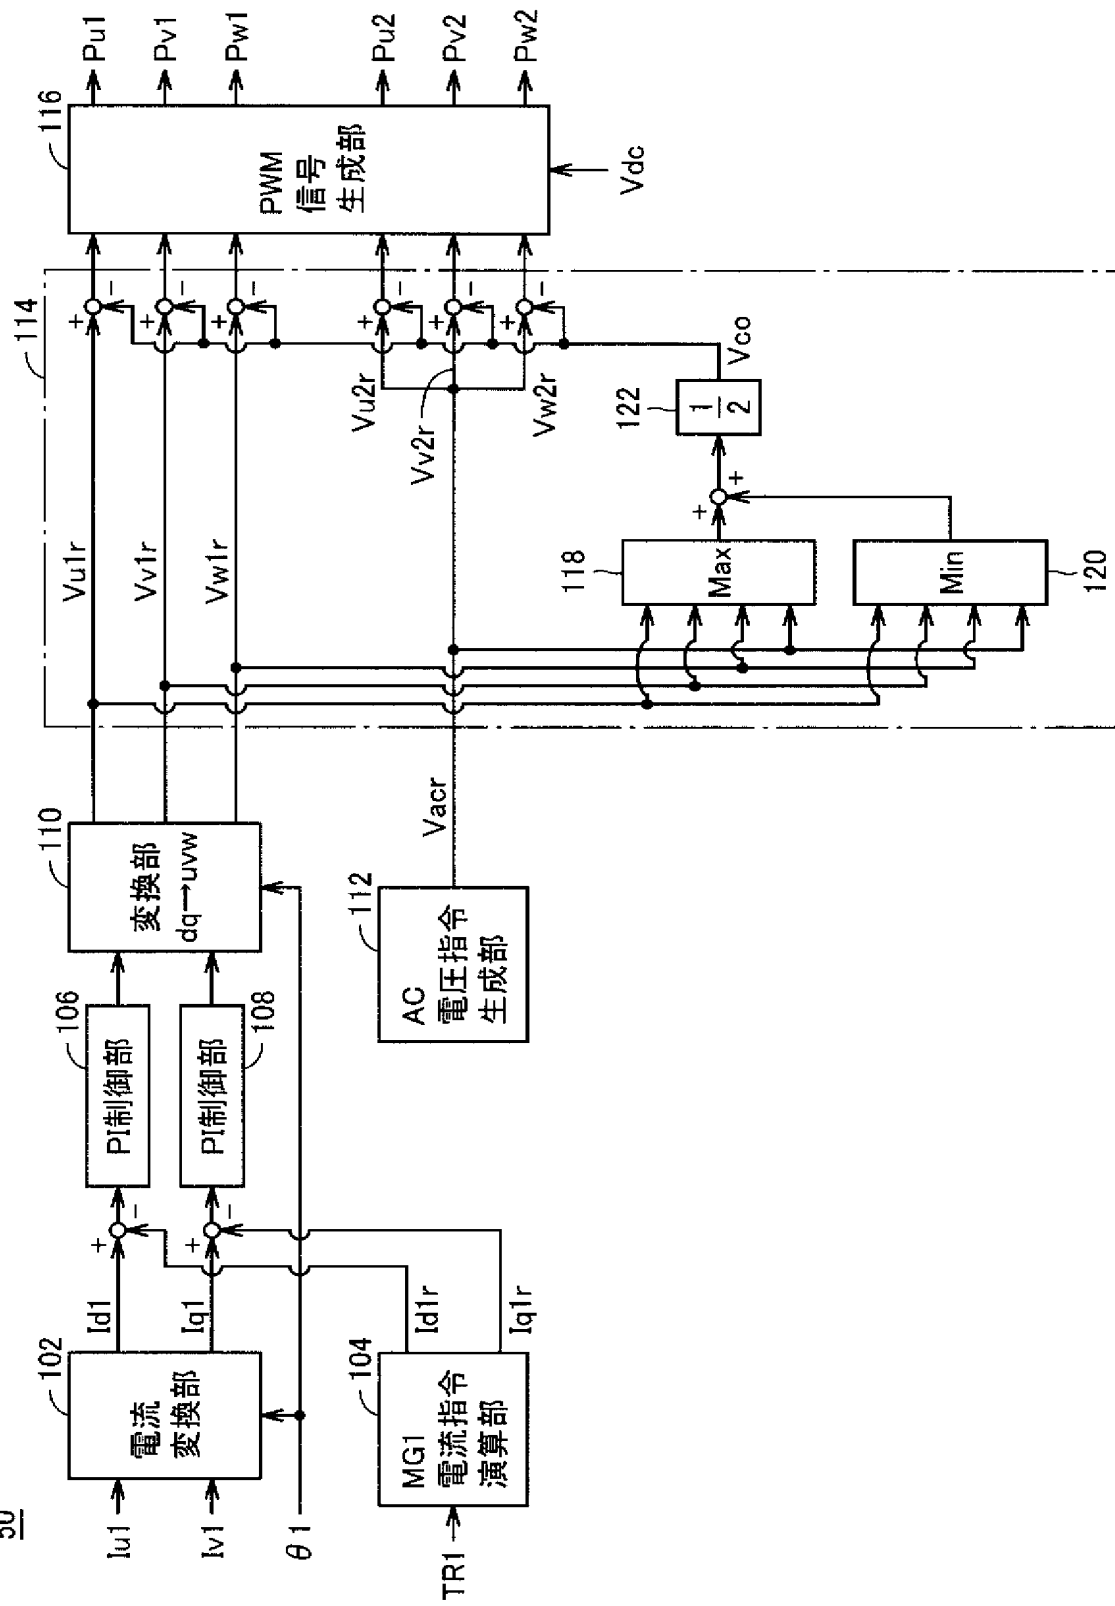 50
Iu1
Iv1
θ1
TR1
102
電流
変換部
104
MG1
電流指令
演算部
Id1
Iq1
Id1r
Iq1r
+
-
+
-
106
PI制御部
108
PI制御部
110
変換部
dq→uvw
112
AC
電圧指令
生成部
Vacr
114
Vu1r
Vv1r
Vw1r
Vu2r
Vv2r
Vw2r
118
Max
120
Min
+
+
122
1
2
Vco
+
-
+
-
+
-
+
-
+
-
+
-
116
PWM
信号
生成部
Vdc
Pu1
Pv1
Pw1
Pu2
Pv2
Pw2